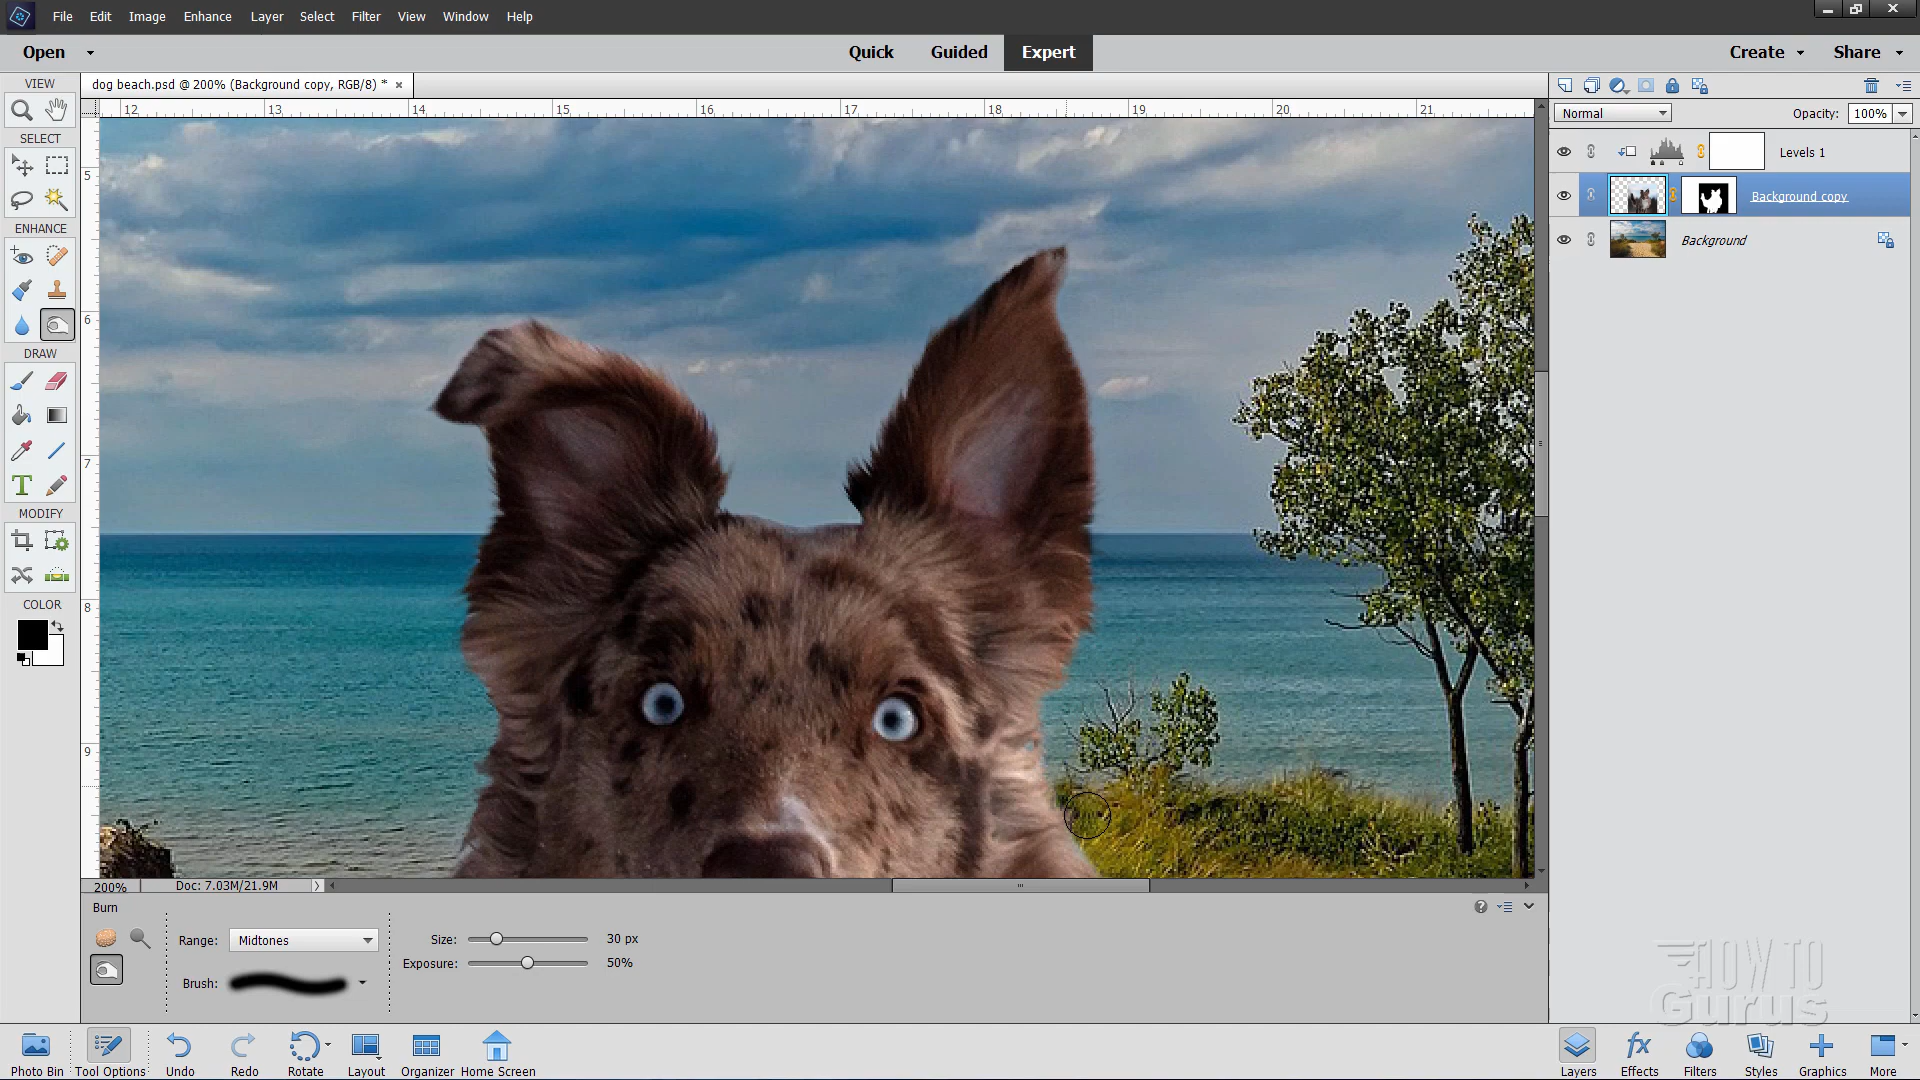 File Edit Image Enhance Layer Select Filter View Window Help
Open Quick Guided Expert Create Share
VIEW dog beach.psd @ 200% (Background copy, RGB/8) * ×
12 13 14 15 16 17 18 19 20 21
Normal Opacity: 100%
SELECT
5
Levels 1
Background copy
ENHANCE
Background
6
DRAW
7
T
MODIFY
COLOR
8
9
200% Doc: 7.03M/21.9M
Burn
Range: Midtones Size: 30 px
Exposure: 50%
Brush:
HOW TO
Gurus
Photo Bin Tool Options Undo Redo Rotate Layout Organizer Home Screen Layers fx Effects Filters Styles Graphics More